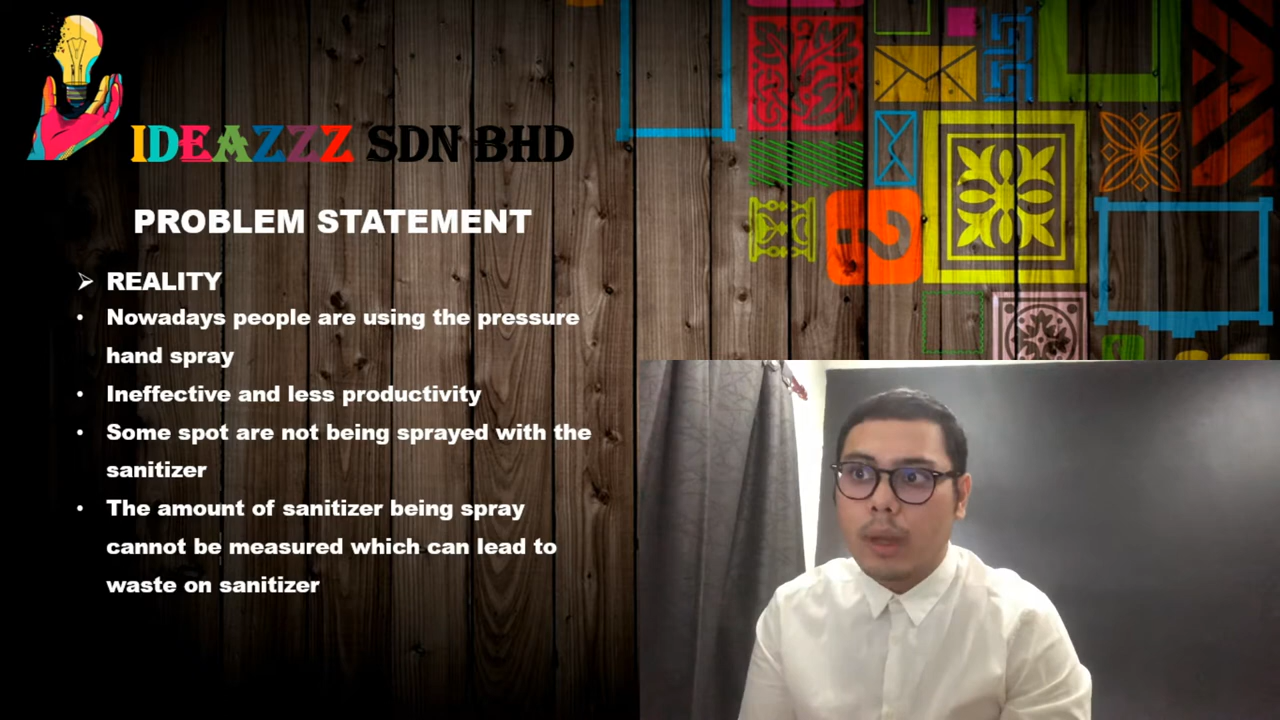 IDEAZZZ SDN BHD
PROBLEM STATEMENT
REALITY
Nowadays people are using the pressure
hand spray
Ineffective and less productivity
Some spot are not being sprayed with the
sanitizer
The amount of sanitizer being spray
cannot be measured which can lead to
waste on sanitizer